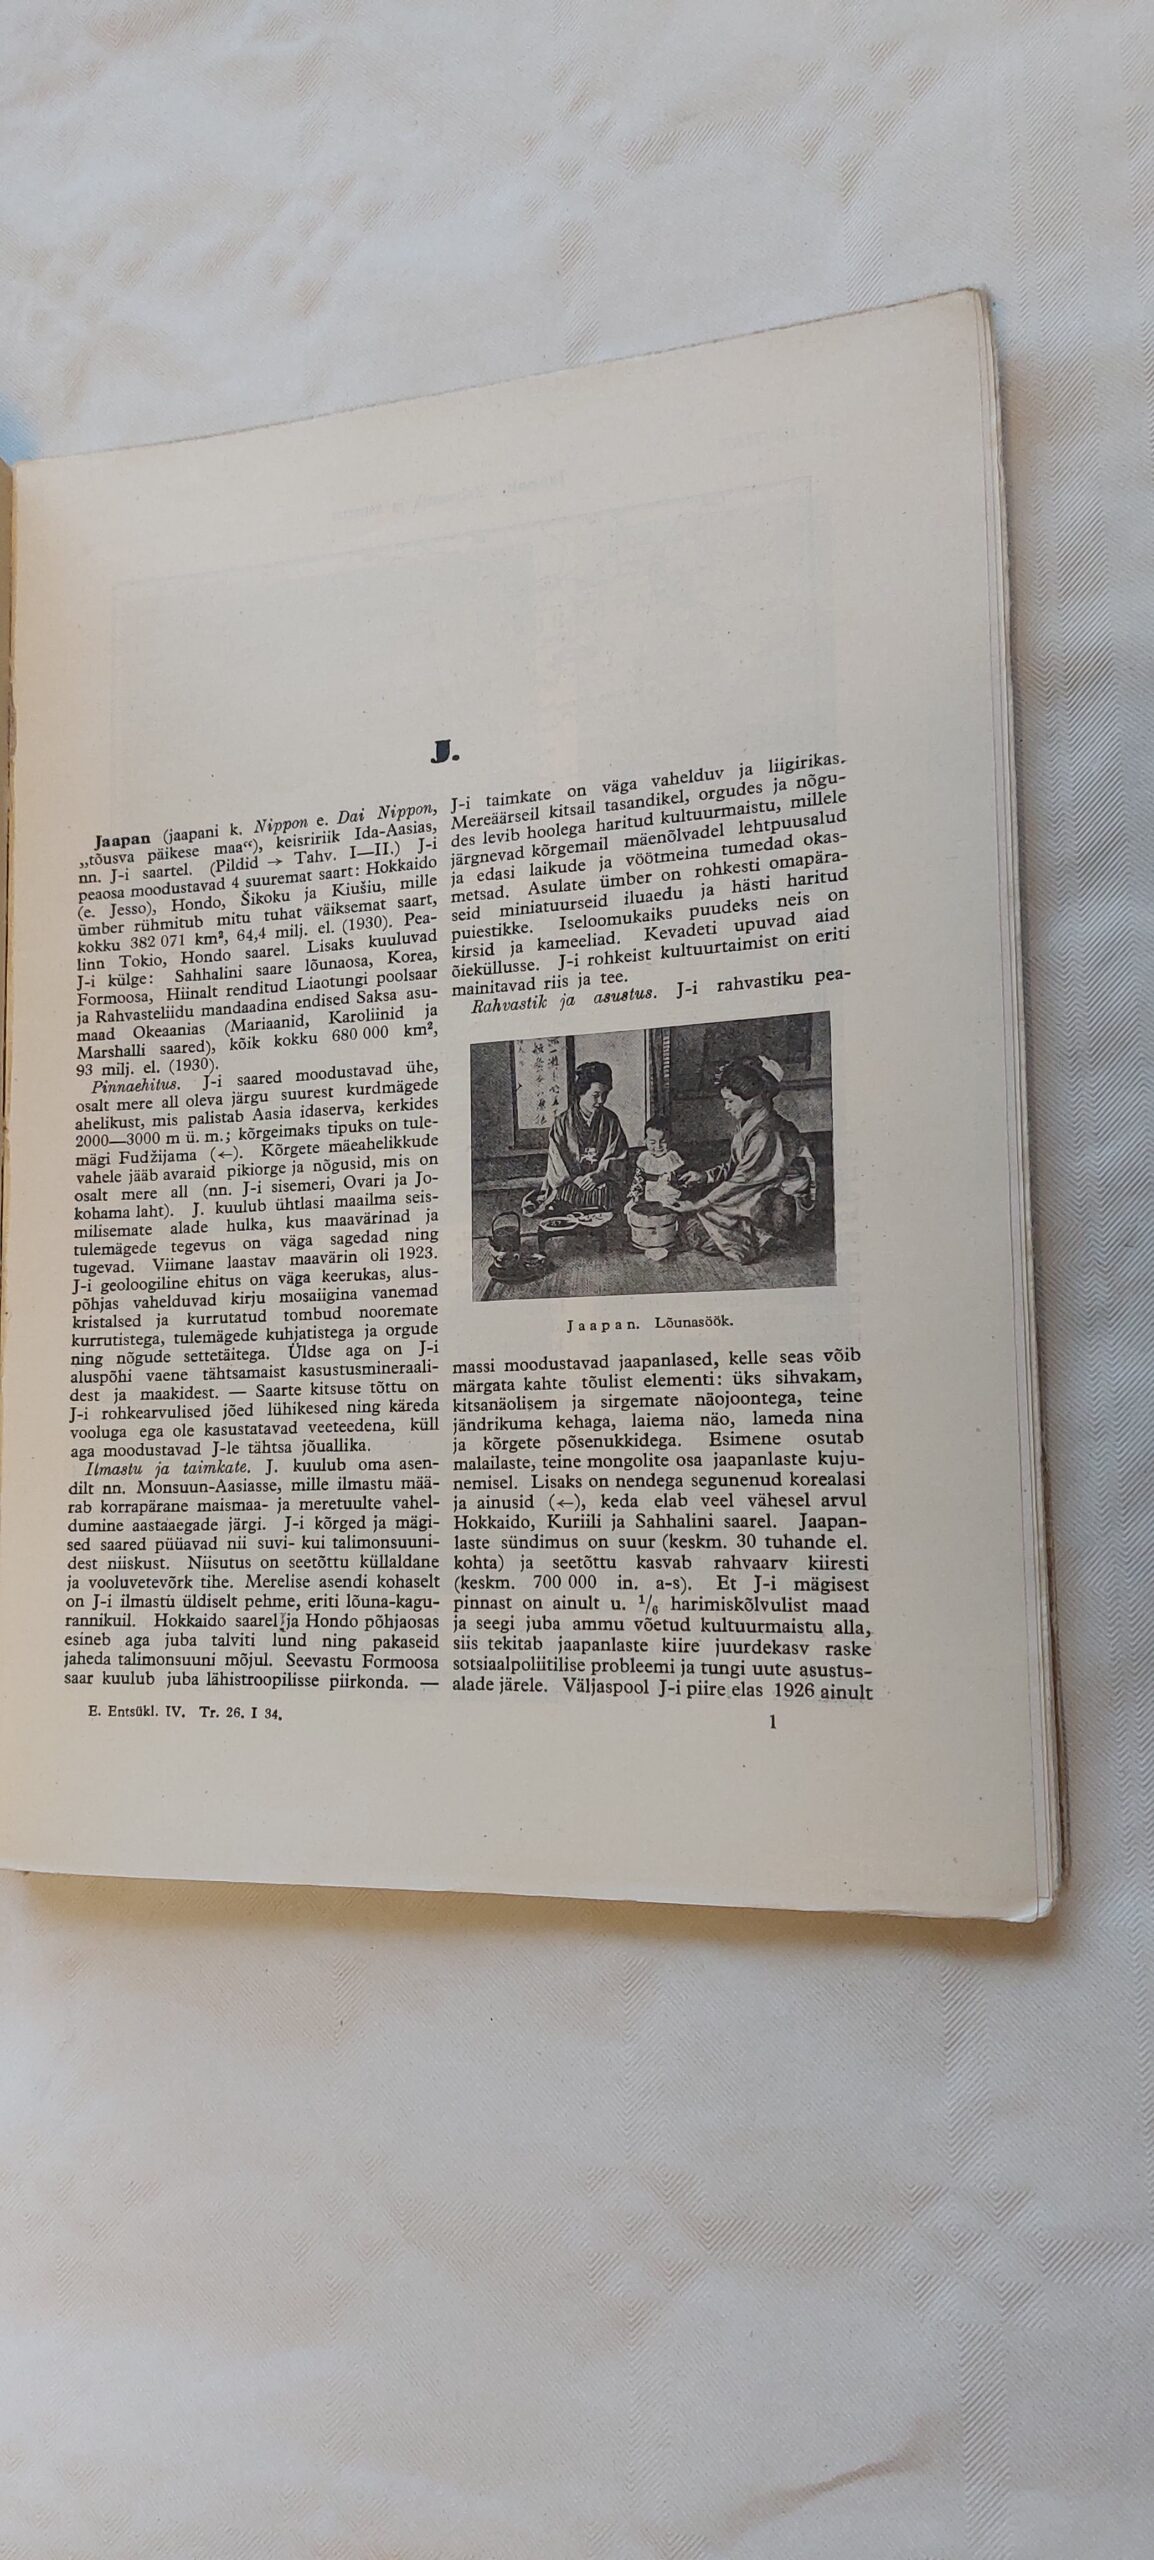 J.
Jaapan (jaapani k. Nippon e. Dai Nippon,
„tõusva päikese maa“), keisririik Ida-Aasias,
nn. J-i saartel. (Pildid → Tahv. I—II.) J-i
peaosa moodustavad 4 suuremat saart: Hokkaido
(e. Jesso), Hondo, Šikoku ja Kiušiu, mille
ümber rühmitub mitu tuhat väiksemat saart,
kokku 382 071 km², 64,4 milj. el. (1930). Pea-
linn Tokio, Hondo saarel. Lisaks kuuluvad
J-i külge: Sahhalini saare lõunaosa, Korea,
Formoosa, Hiinalt renditud Liaotungi poolsaar
ja Rahvasteliidu mandaadina endised Saksa asu-
maad Okeaanias (Mariaanid, Karoliinid ja
Marshalli saared), kõik kokku 680 000 km²,
93 milj. el. (1930).
Pinnaehitus. J-i saared moodustavad ühe,
osalt mere all oleva järgu suurest kurdmägede
ahelikust, mis palistab Aasia idaserva, kerkides
2000—3000 m ü. m.; kõrgeimaks tipuks on tule-
mägi Fudžijama (←). Kõrgete mäeahelikkude
vahele jääb avaraid pikiorge ja nõgusid, mis on
osalt mere all (nn. J-i sisemeri, Ovari ja Jo-
kohama laht). J. kuulub ühtlasi maailma seis-
milisemate alade hulka, kus maavärinad ja
tulemägede tegevus on väga sagedad ning
tugevad. Viimane laastav maavärin oli 1923.
J-i geoloogiline ehitus on väga keerukas, alus-
põhjas vahelduvad kirju mosaiigina vanemad
kristalsed ja kurrutatud tombud nooremate
kurrutistega, tulemägede kuhjatistega ja orgude
ning nõgude settetäitega. Üldse aga on J-i
aluspõhi vaene tähtsamaist kasustusmineraali-
dest ja maakidest. — Saarte kitsuse tõttu on
J-i rohkearvulised jõed lühikesed ning käreda
vooluga ega ole kasustatavad veeteedena, küll
aga moodustavad J-le tähtsa jõuallika.
Ilmastu ja taimkate. J. kuulub oma asen-
dilt nn. Monsuun-Aasiasse, mille ilmastu mää-
rab korrapärane maismaa- ja meretuulte vahel-
dumine aastaaegade järgi. J-i kõrged ja mägi-
sed saared püüavad nii suvi- kui talimonsuuni-
dest niiskust. Niisutus on seetõttu küllaldane
ja vooluvetevõrk tihe. Merelise asendi kohaselt
on J-i ilmastu üldiselt pehme, eriti lõuna-kagu-
rannikuil. Hokkaido saarel ja Hondo põhjaosas
esineb aga juba talviti lund ning pakaseid
jaheda talimonsuuni mõjul. Seevastu Formoosa
saar kuulub juba lähistroopilisse piirkonda. —
J-i taimkate on väga vahelduv ja liigirikas.
Mereäärseil kitsail tasandikel, orgudes ja nõgu-
des levib hoolega haritud kultuurmaistu, millele
järgnevad kõrgemail mäenõlvadel lehtpuusalud
ja edasi laikude ja vöötmeina tumedad okas-
metsad. Asulate ümber on rohkesti omapära-
seid miniatuurseid iluaedu ja hästi haritud
puiestikke. Iseloomukaiks puudeks neis on
kirsid ja kameeliad. Kevadeti upuvad aiad
õieküllusse. J-i rohkeist kultuurtaimist on eriti
mainitavad riis ja tee.
Rahvastik ja asustus. J-i rahvastiku pea-
Jaapan. Lõunasöök.
massi moodustavad jaapanlased, kelle seas võib
märgata kahte tõulist elementi: üks sihvakam,
kitsanäolisem ja sirgemate näojoontega, teine
jändrikuma kehaga, laiema näo, lameda nina
ja kõrgete põsenukkidega. Esimene osutab
malailaste, teine mongolite osa jaapanlaste kuju-
nemisel. Lisaks on nendega segunenud korealasi
ja ainusid (←), keda elab veel vähesel arvul
Hokkaido, Kuriili ja Sahhalini saarel. Jaapan-
laste sündimus on suur (keskm. 30 tuhande el.
kohta) ja seetõttu kasvab rahvaarv kiiresti
(keskm. 700 000 in. a-s). Et J-i mägisest
pinnast on ainult u. 1/6 harimiskõlvulist maad
ja seegi juba ammu võetud kultuurmaistu alla,
siis tekitab jaapanlaste kiire juurdekasv raske
sotsiaalpoliitilise probleemi ja tungi uute asustus-
alade järele. Väljaspool J-i piire elas 1926 ainult
E. Entsükl. IV. Tr. 26. I 34.
1